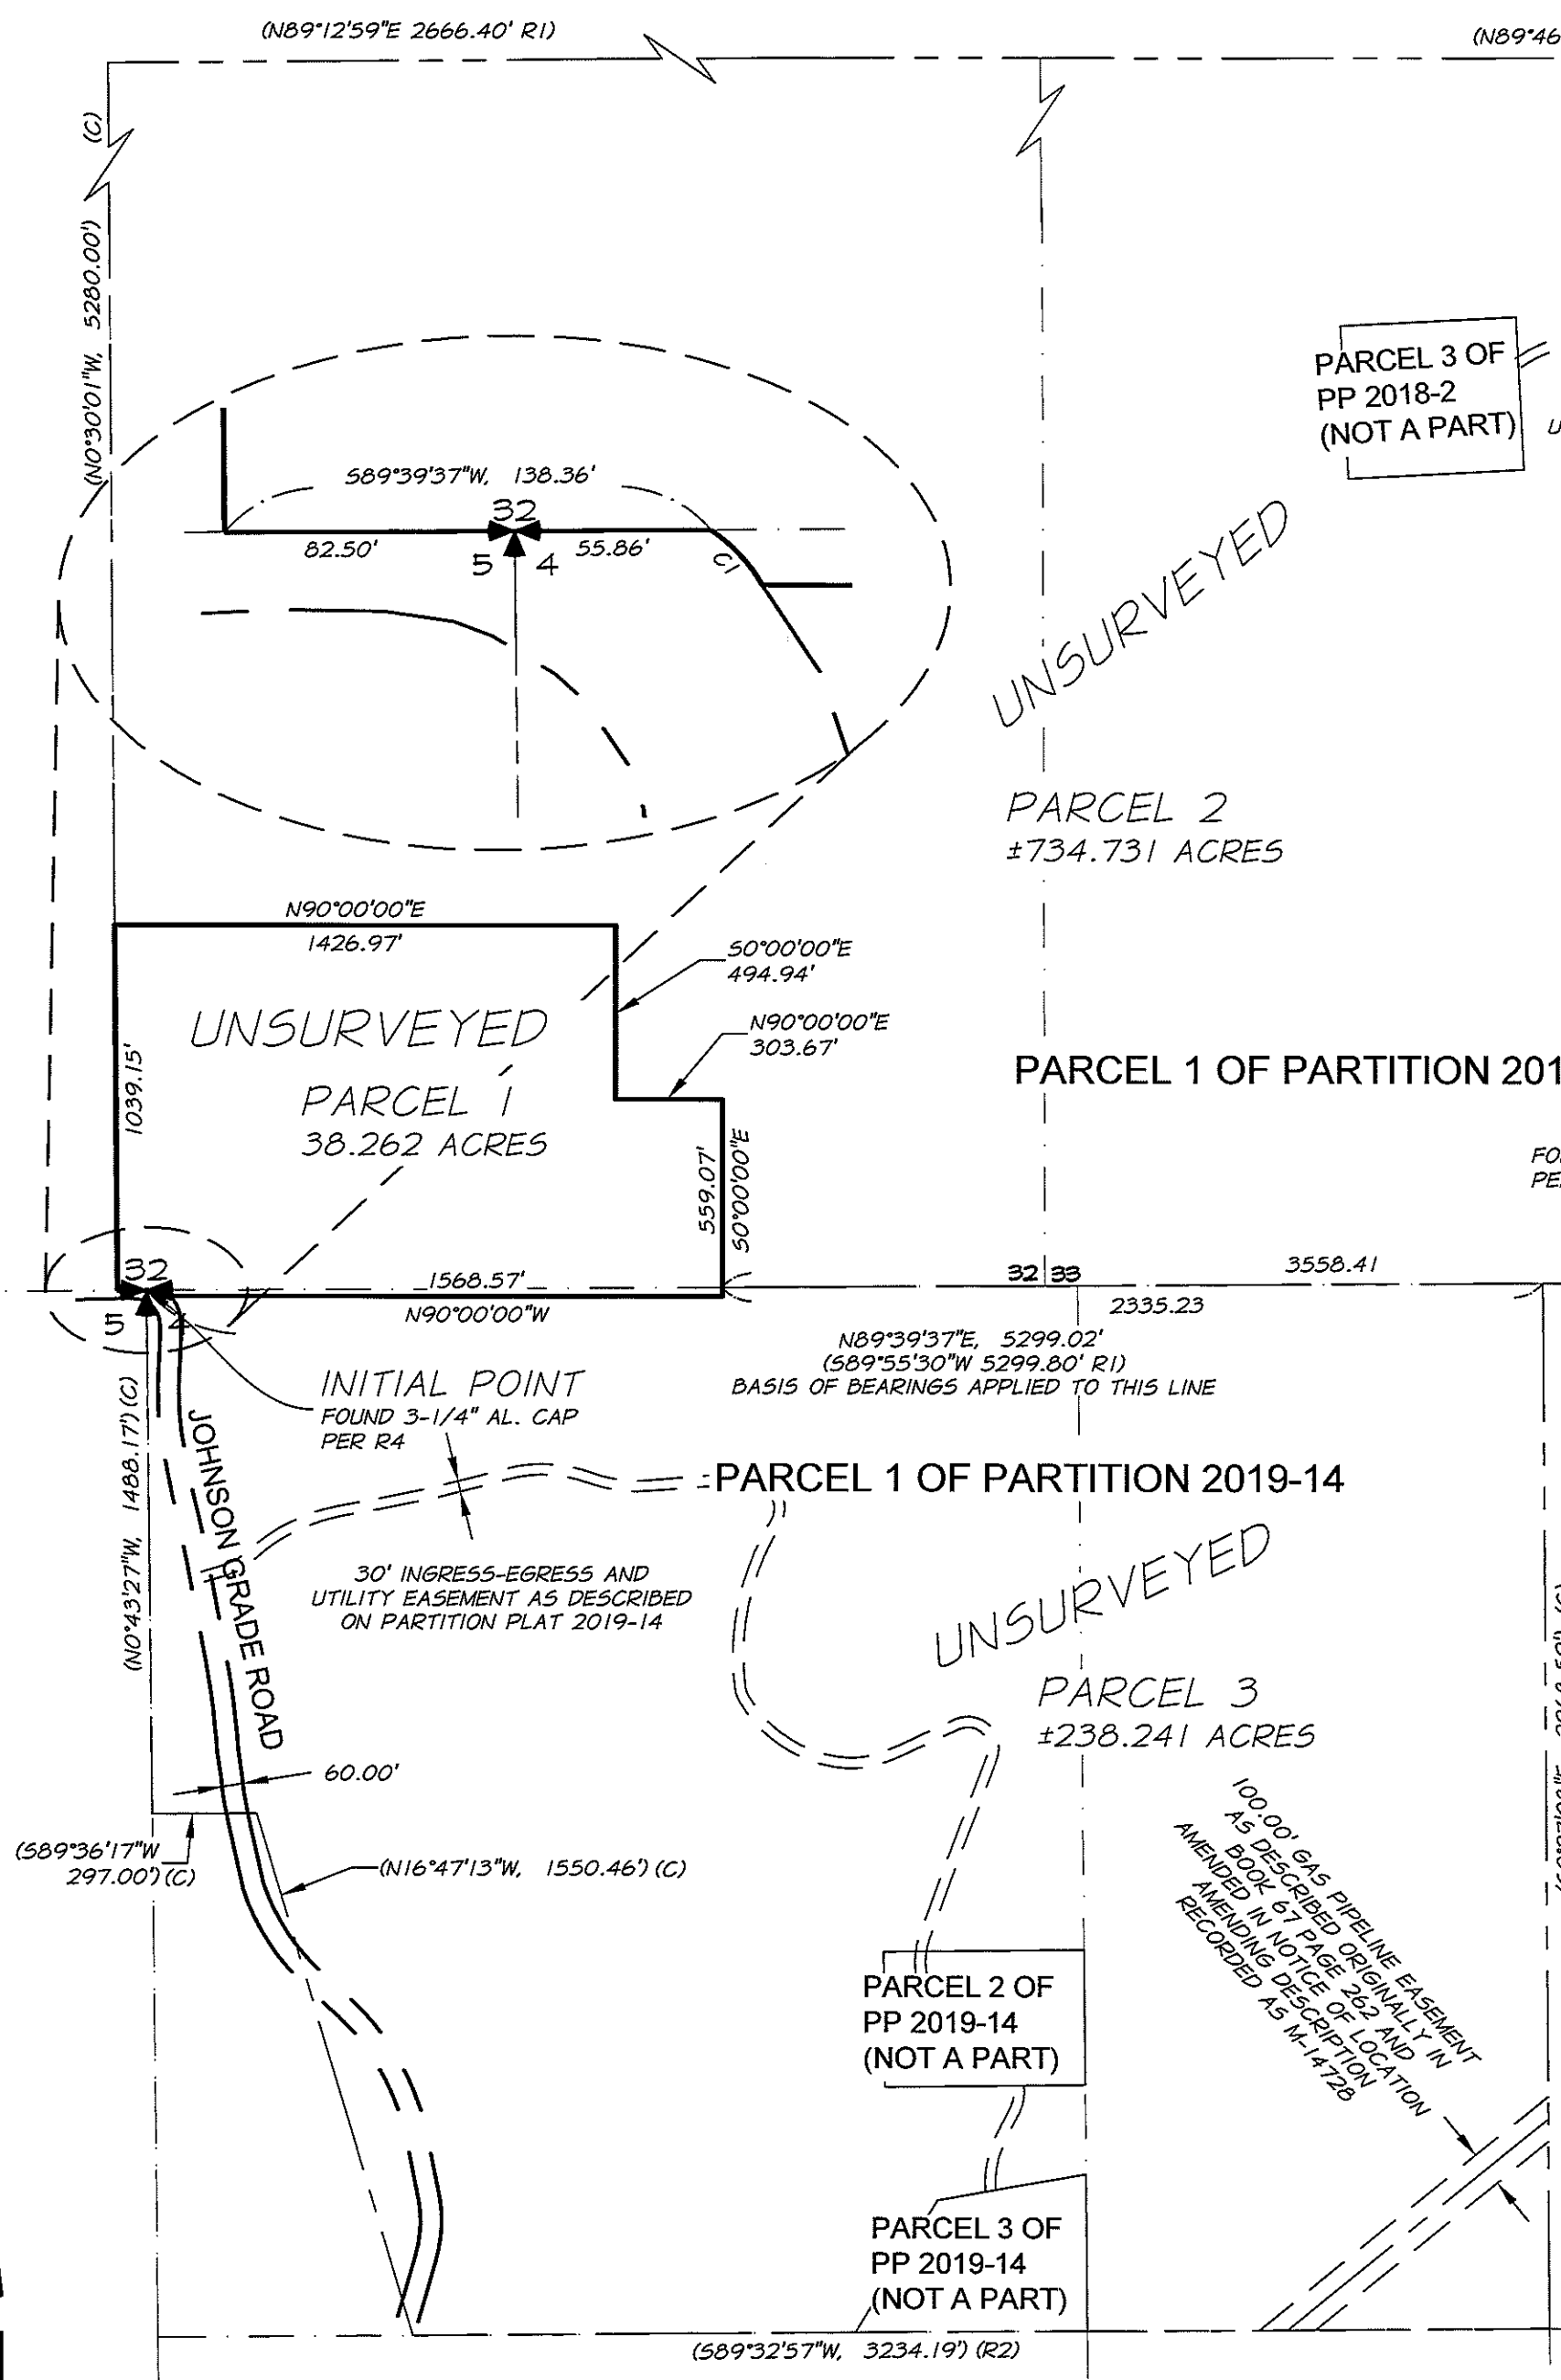 (N89°12'59"E 2666.40' R1)
(N89°46
(C)
(N0°30'01"W, 5280.00')
PARCEL 3 OF
PP 2018-2
(NOT A PART)
U
S89°39'37"W, 138.36'
32
82.50'
5
4
55.86'
C1
UNSURVEYED
PARCEL 2
±734.731 ACRES
N90°00'00"E
1426.97'
S0°00'00"E
494.94'
N90°00'00"E
303.67'
UNSURVEYED
PARCEL 1
38.262 ACRES
1039.15'
559.07'
S0°00'00"E
PARCEL 1 OF PARTITION 201
FO
PE
32
5
4
1568.57'
N90°00'00"W
32 33
3558.41
2335.23
N89°39'37"E, 5299.02'
(S89°55'30"W 5299.80' R1)
BASIS OF BEARINGS APPLIED TO THIS LINE
INITIAL POINT
FOUND 3-1/4" AL. CAP
PER R4
(N0°43'27"W, 1488.17') (C)
JOHNSON GRADE ROAD
PARCEL 1 OF PARTITION 2019-14
30' INGRESS-EGRESS AND
UTILITY EASEMENT AS DESCRIBED
ON PARTITION PLAT 2019-14
UNSURVEYED
PARCEL 3
±238.241 ACRES
60.00'
(S89°36'17"W
297.00') (C)
(N16°47'13"W, 1550.46') (C)
100.00' GAS PIPELINE EASEMENT
AS DESCRIBED ORIGINALLY IN
BOOK 67 PAGE 262 AND
AMENDED IN NOTICE OF LOCATION
AMENDING DESCRIPTION
RECORDED AS M-14728
PARCEL 2 OF
PP 2019-14
(NOT A PART)
PARCEL 3 OF
PP 2019-14
(NOT A PART)
(S89°32'57"W, 3234.19') (R2)